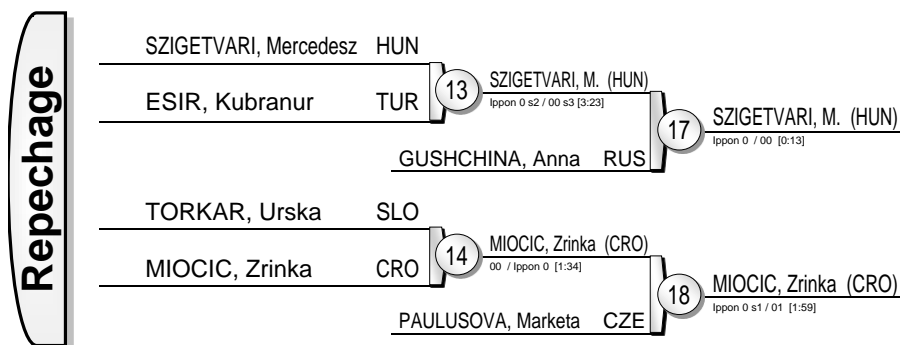 Repechage
SZIGETVARI, Mercedesz HUN
ESIR, Kubranur TUR
13
SZIGETVARI, M. (HUN)
Ippon 0 s2 / 00 s3 [3:23]
GUSHCHINA, Anna RUS
17
SZIGETVARI, M. (HUN)
Ippon 0 / 00 [0:13]
TORKAR, Urska SLO
MIOCIC, Zrinka CRO
14
MIOCIC, Zrinka (CRO)
00 / Ippon 0 [1:34]
PAULUSOVA, Marketa CZE
18
MIOCIC, Zrinka (CRO)
Ippon 0 s1 / 01 [1:59]